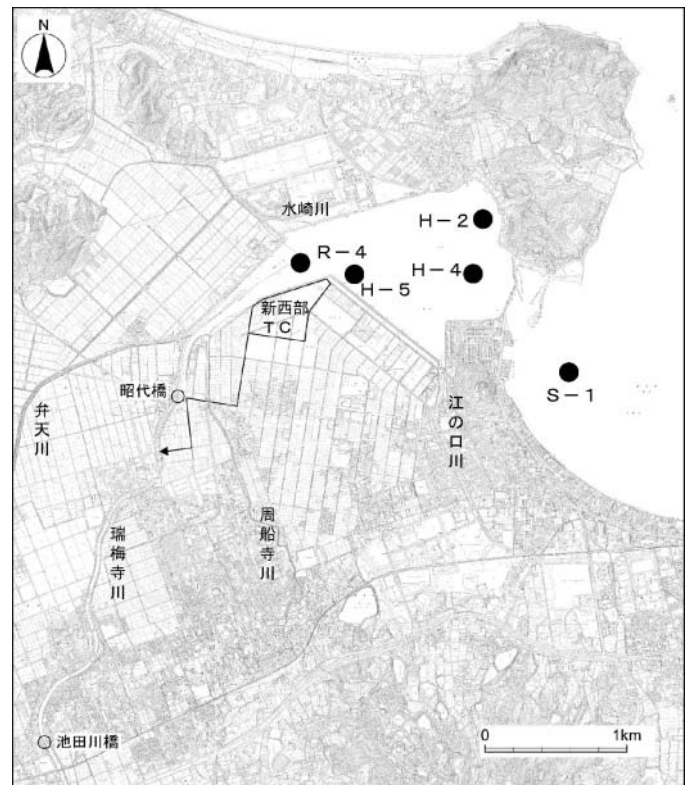 N
水崎川
H-2
R-4
H-4
H-5
新西部
TC
昭代橋
S-1
弁天川
江の口川
瑞梅寺川
周船寺川
0 1km
池田川橋